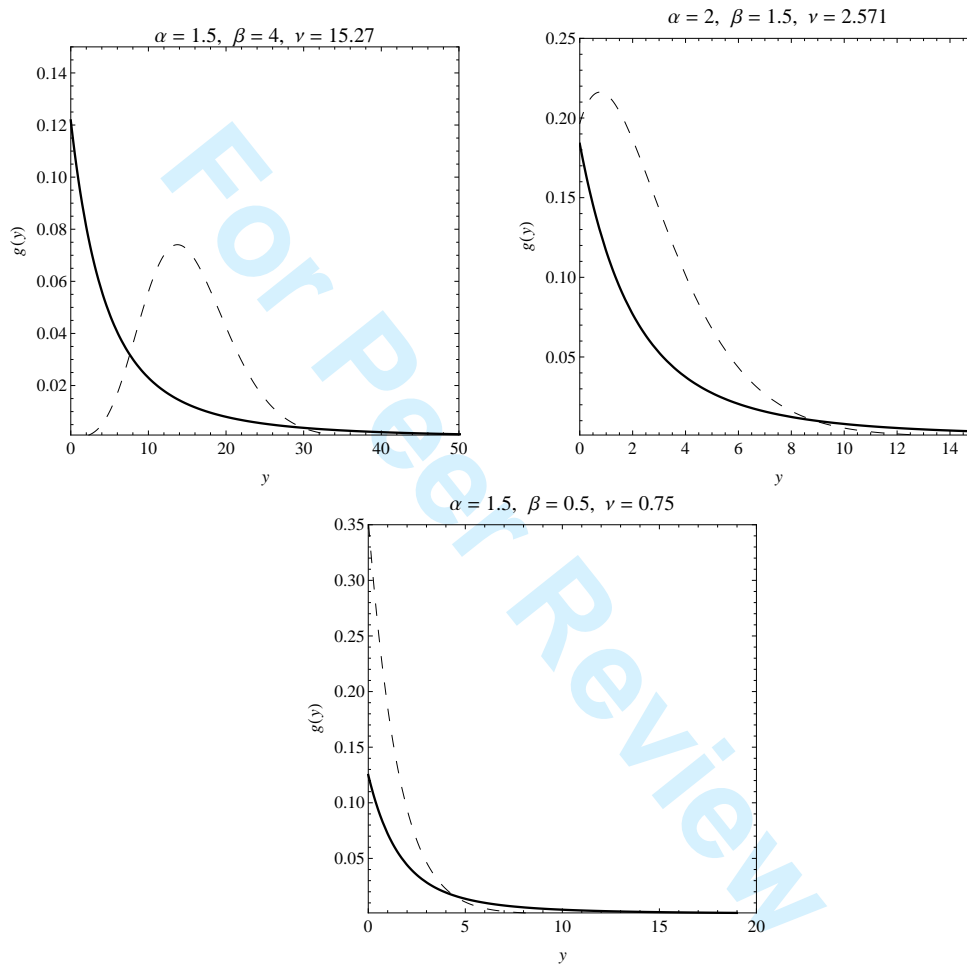 α = 1.5, β = 4, ν = 15.27
0.14
0.12
0.10
0.08
0.06
0.04
0.02
g(y)
0 10 20 30 40 50
y
α = 2, β = 1.5, ν = 2.571
0.25
0.20
0.15
0.10
0.05
g(y)
0 2 4 6 8 10 12 14
y
α = 1.5, β = 0.5, ν = 0.75
0.35
0.30
0.25
0.20
0.15
0.10
0.05
g(y)
0 5 10 15 20
y
For Peer Review